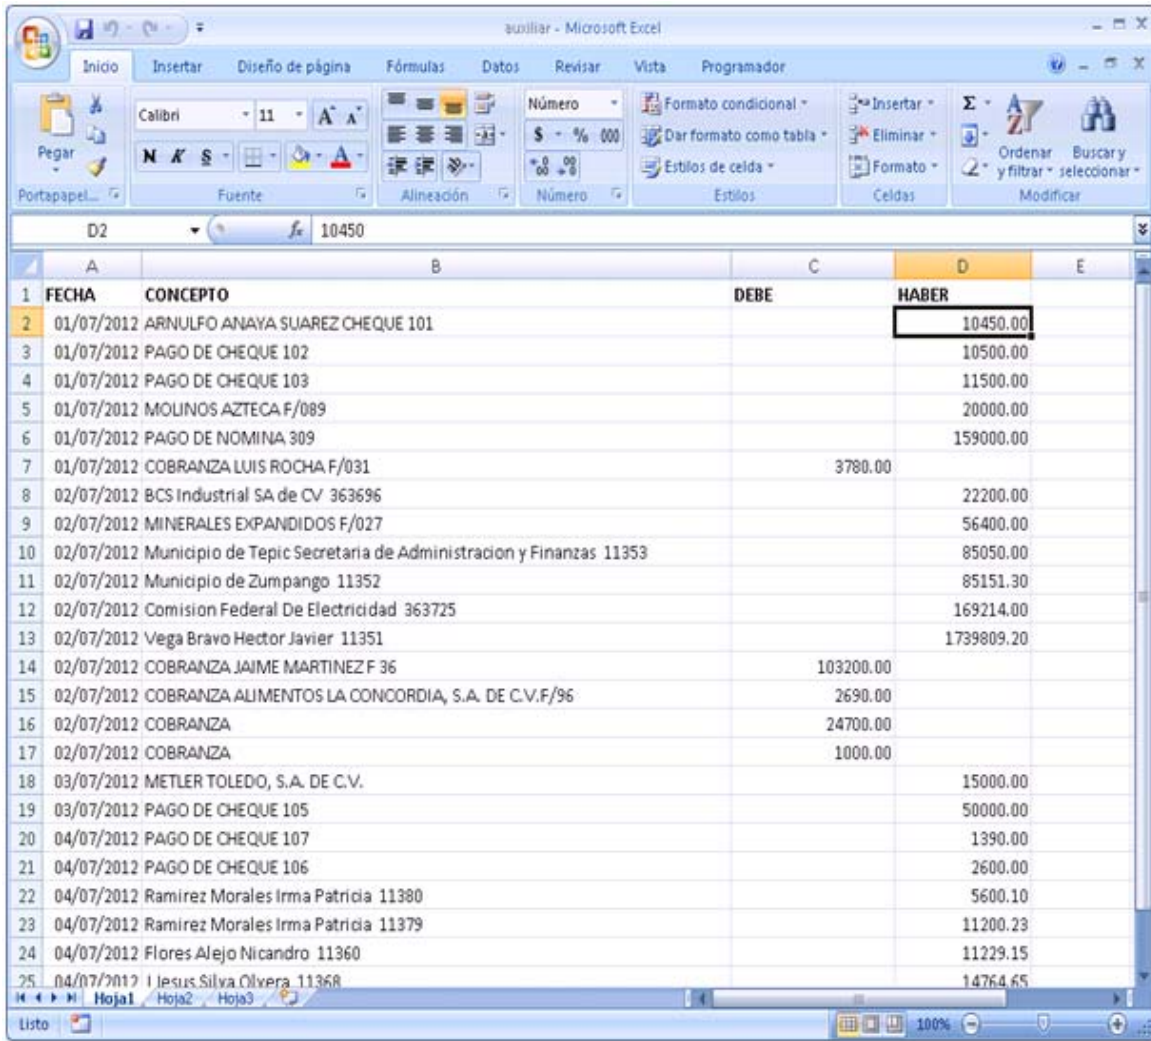 auxiliar - Microsoft Excel
Inicio Insertar Diseño de página Fórmulas Datos Revisar Vista Programador
Pegar
Portapapel...
Calibri 11 A A
N K S A
Fuente
Alineación
Número
$ % 000
Número
Formato condicional
Dar formato como tabla
Estilos de celda
Estilos
Insertar
Eliminar
Formato
Celdas
Σ
Ordenar y filtrar
Buscar y seleccionar
Modificar
D2 fx 10450
A B C D E
1 FECHA CONCEPTO DEBE HABER
2 01/07/2012 ARNULFO ANAYA SUAREZ CHEQUE 101 10450.00
3 01/07/2012 PAGO DE CHEQUE 102 10500.00
4 01/07/2012 PAGO DE CHEQUE 103 11500.00
5 01/07/2012 MOLINOS AZTECA F/089 20000.00
6 01/07/2012 PAGO DE NOMINA 309 159000.00
7 01/07/2012 COBRANZA LUIS ROCHA F/031 3780.00
8 02/07/2012 BCS Industrial SA de CV 363696 22200.00
9 02/07/2012 MINERALES EXPANDIDOS F/027 56400.00
10 02/07/2012 Municipio de Tepic Secretaria de Administracion y Finanzas 11353 85050.00
11 02/07/2012 Municipio de Zumpango 11352 85151.30
12 02/07/2012 Comision Federal De Electricidad 363725 169214.00
13 02/07/2012 Vega Bravo Hector Javier 11351 1739809.20
14 02/07/2012 COBRANZA JAIME MARTINEZ F 36 103200.00
15 02/07/2012 COBRANZA ALIMENTOS LA CONCORDIA, S.A. DE C.V.F/96 2690.00
16 02/07/2012 COBRANZA 24700.00
17 02/07/2012 COBRANZA 1000.00
18 03/07/2012 METLER TOLEDO, S.A. DE C.V. 15000.00
19 03/07/2012 PAGO DE CHEQUE 105 50000.00
20 04/07/2012 PAGO DE CHEQUE 107 1390.00
21 04/07/2012 PAGO DE CHEQUE 106 2600.00
22 04/07/2012 Ramirez Morales Irma Patricia 11380 5600.10
23 04/07/2012 Ramirez Morales Irma Patricia 11379 11200.23
24 04/07/2012 Flores Alejo Nicandro 11360 11229.15
25 04/07/2012 J Jesus Silva Olvera 11368 14764.65
Hoja1 Hoja2 Hoja3
Listo 100%